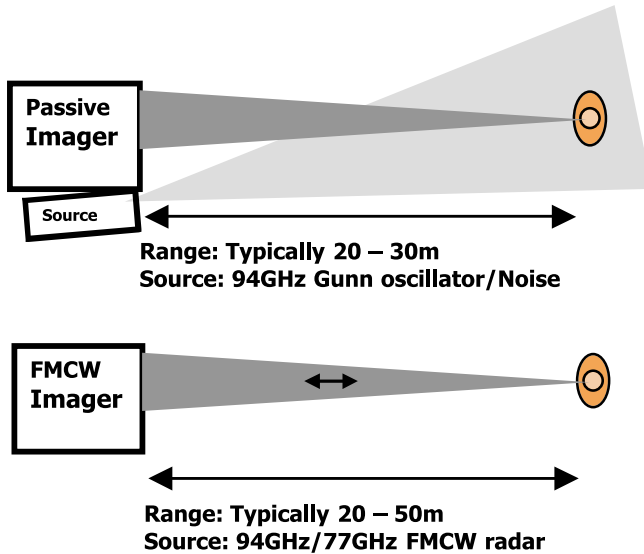 Passive
Imager
Source
Range: Typically 20 – 30m
Source: 94GHz Gunn oscillator/Noise
FMCW
Imager
Range: Typically 20 – 50m
Source: 94GHz/77GHz FMCW radar